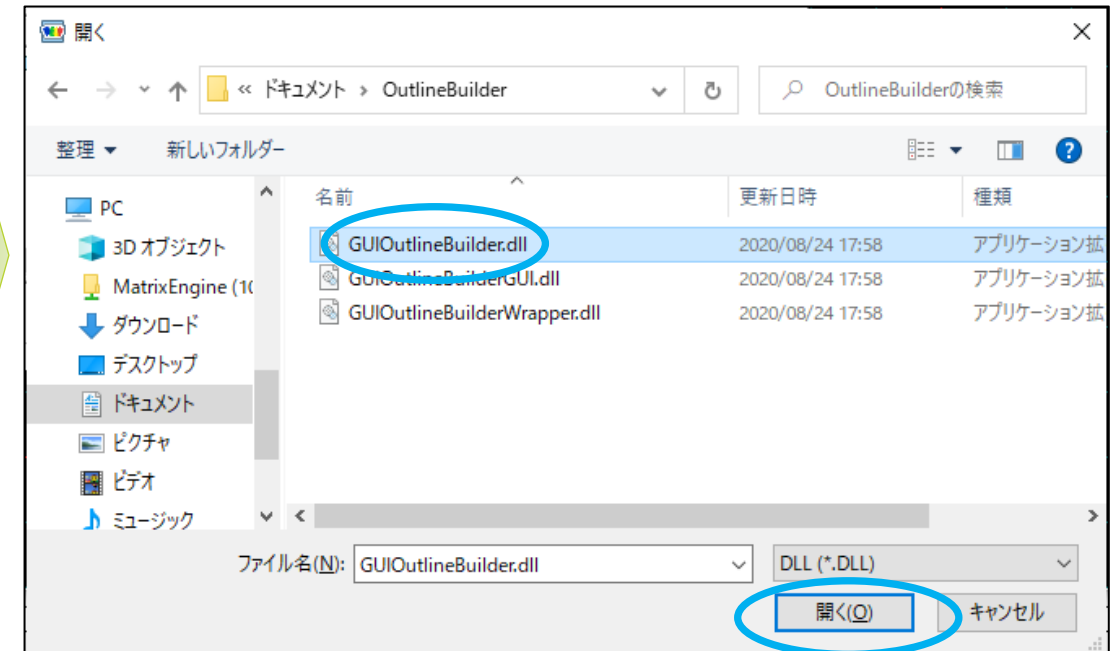 開く
« ドキュメント › OutlineBuilder
OutlineBuilderの検索
整理 新しいフォルダー
名前 更新日時 種類
PC
3D オブジェクト
MatrixEngine (10
ダウンロード
デスクトップ
ドキュメント
ピクチャ
ビデオ
ミュージック
GUIOutlineBuilder.dll 2020/08/24 17:58 アプリケーション拡
GUIOutlineBuilderGUI.dll 2020/08/24 17:58 アプリケーション拡
GUIOutlineBuilderWrapper.dll 2020/08/24 17:58 アプリケーション拡
ファイル名(N): GUIOutlineBuilder.dll DLL (*.DLL)
開く(O) キャンセル